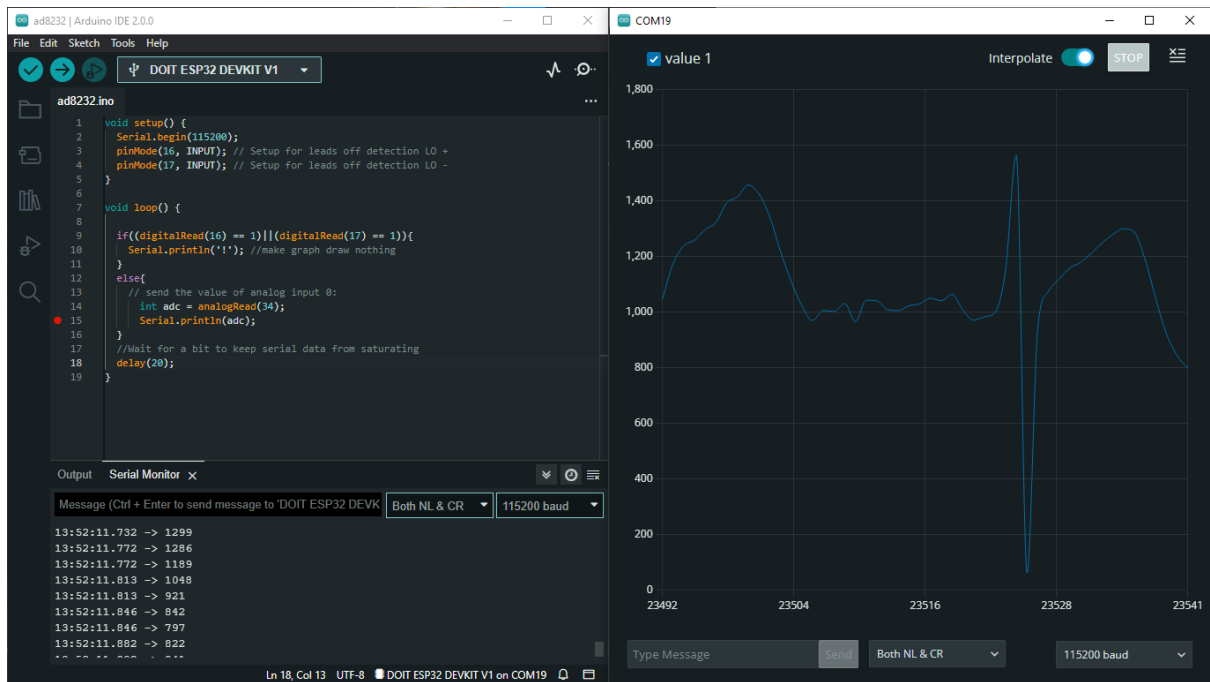 ad8232 | Arduino IDE 2.0.0
File Edit Sketch Tools Help
DOIT ESP32 DEVKIT V1
ad8232.ino
1 void setup() {
2 Serial.begin(115200);
3 pinMode(16, INPUT); // Setup for leads off detection LO +
4 pinMode(17, INPUT); // Setup for leads off detection LO -
5 }
6
7 void loop() {
8
9 if((digitalRead(16) == 1)||(digitalRead(17) == 1)){
10 Serial.println('!'); //make graph draw nothing
11 }
12 else{
13 // send the value of analog input 0:
14 int adc = analogRead(34);
15 Serial.println(adc);
16 }
17 //Wait for a bit to keep serial data from saturating
18 delay(20);
19 }
Output Serial Monitor
Message (Ctrl + Enter to send message to 'DOIT ESP32 DEVK
Both NL & CR
115200 baud
13:52:11.732 -> 1299
13:52:11.772 -> 1286
13:52:11.772 -> 1189
13:52:11.813 -> 1048
13:52:11.813 -> 921
13:52:11.846 -> 842
13:52:11.846 -> 797
13:52:11.882 -> 822
Ln 18, Col 13 UTF-8 DOIT ESP32 DEVKIT V1 on COM19
COM19
value 1
Interpolate
STOP
1,800
1,600
1,400
1,200
1,000
800
600
400
200
0
23492 23504 23516 23528 23541
Type Message
Send
Both NL & CR
115200 baud